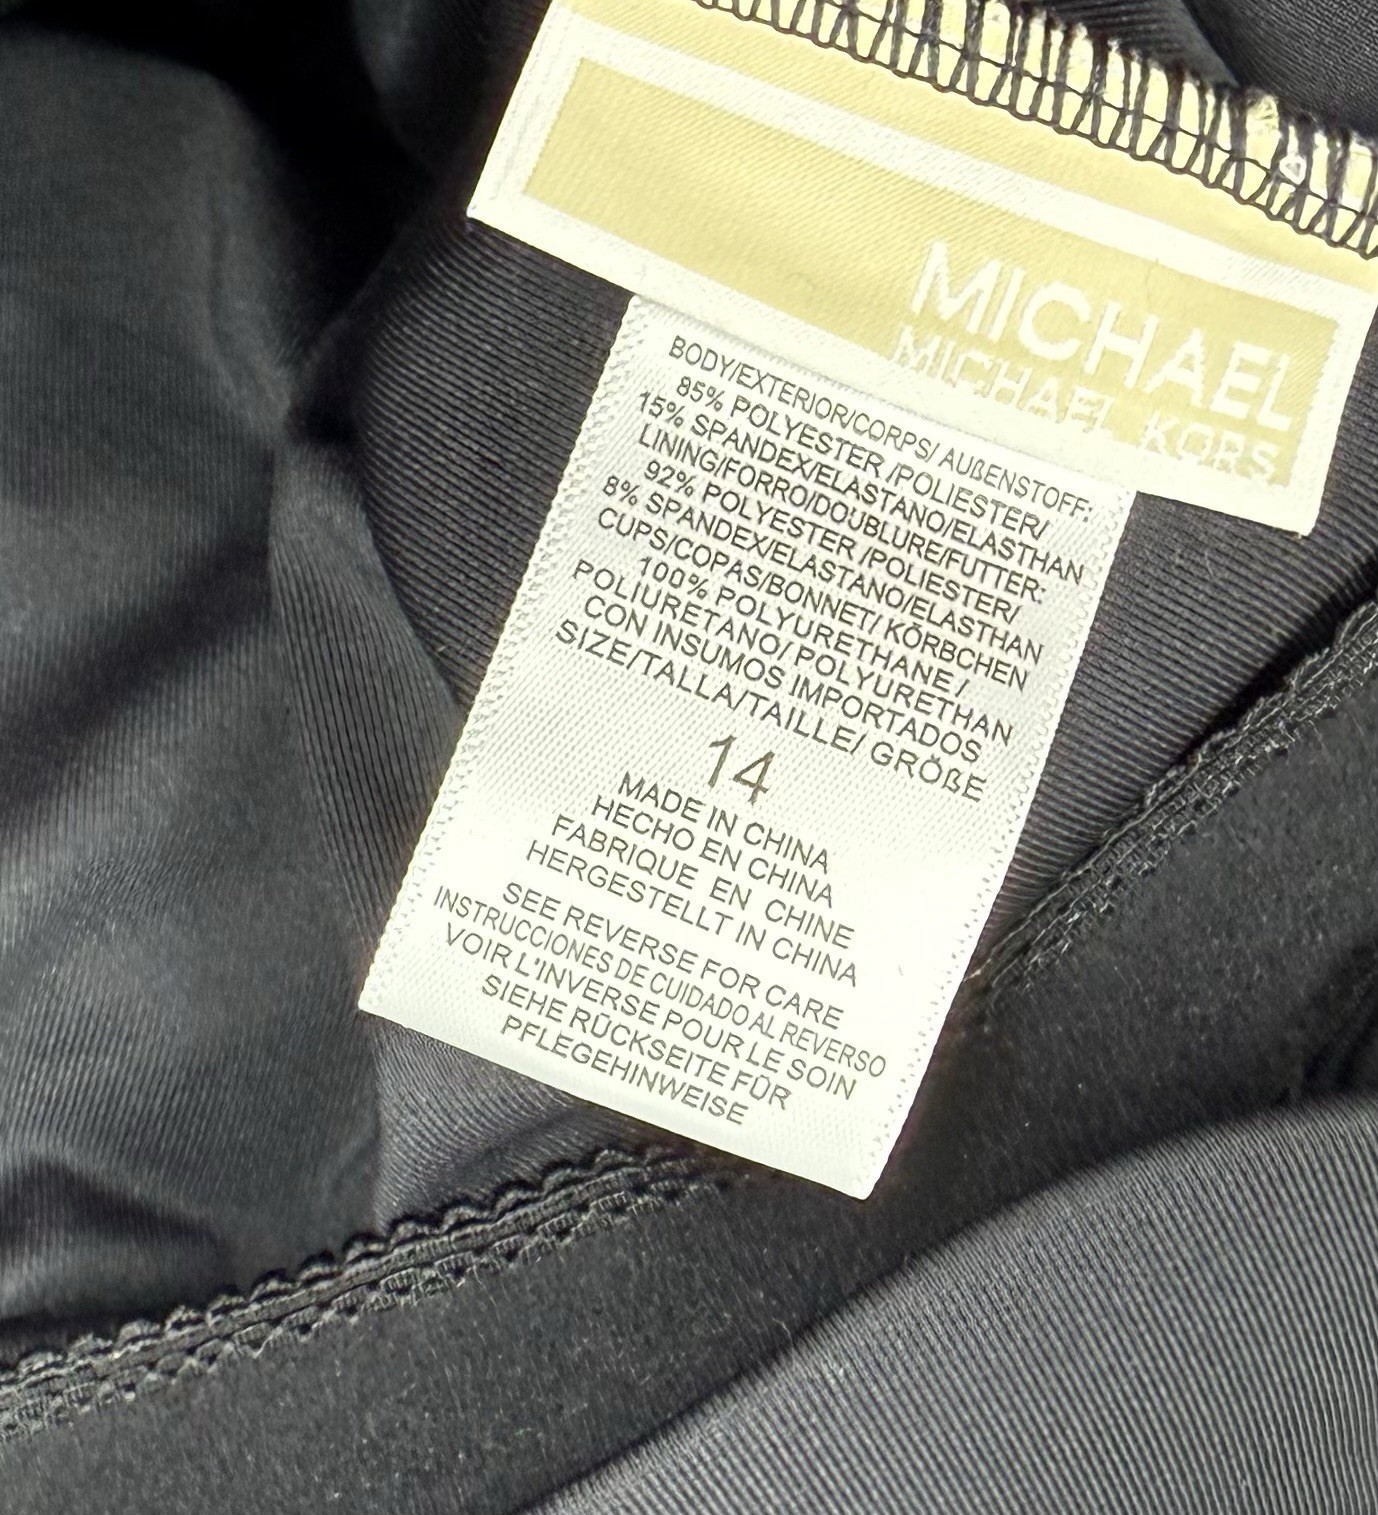 MICHAEL
MICHAEL KORS
BODY/EXTERIOR/CORPS/ AUßENSTOFF:
85% POLYESTER /POLIESTER/
15% SPANDEX/ELASTANO/ELASTHAN
LINING/FORRO/DOUBLURE/FUTTER:
92% POLYESTER /POLIESTER/
8% SPANDEX/ELASTANO/ELASTHAN
CUPS/COPAS/BONNET/ KÖRBCHEN
100% POLYURETHANE /
POLIURETANO/ POLYURETHAN
CON INSUMOS IMPORTADOS
SIZE/TALLA/TAILLE/ GRÖßE
14
MADE IN CHINA
HECHO EN CHINA
FABRIQUE EN CHINE
HERGESTELLT IN CHINA
SEE REVERSE FOR CARE
INSTRUCCIONES DE CUIDADO AL REVERSO
VOIR L'INVERSE POUR LE SOIN
SIEHE RÜCKSEITE FÜR
PFLEGEHINWEISE